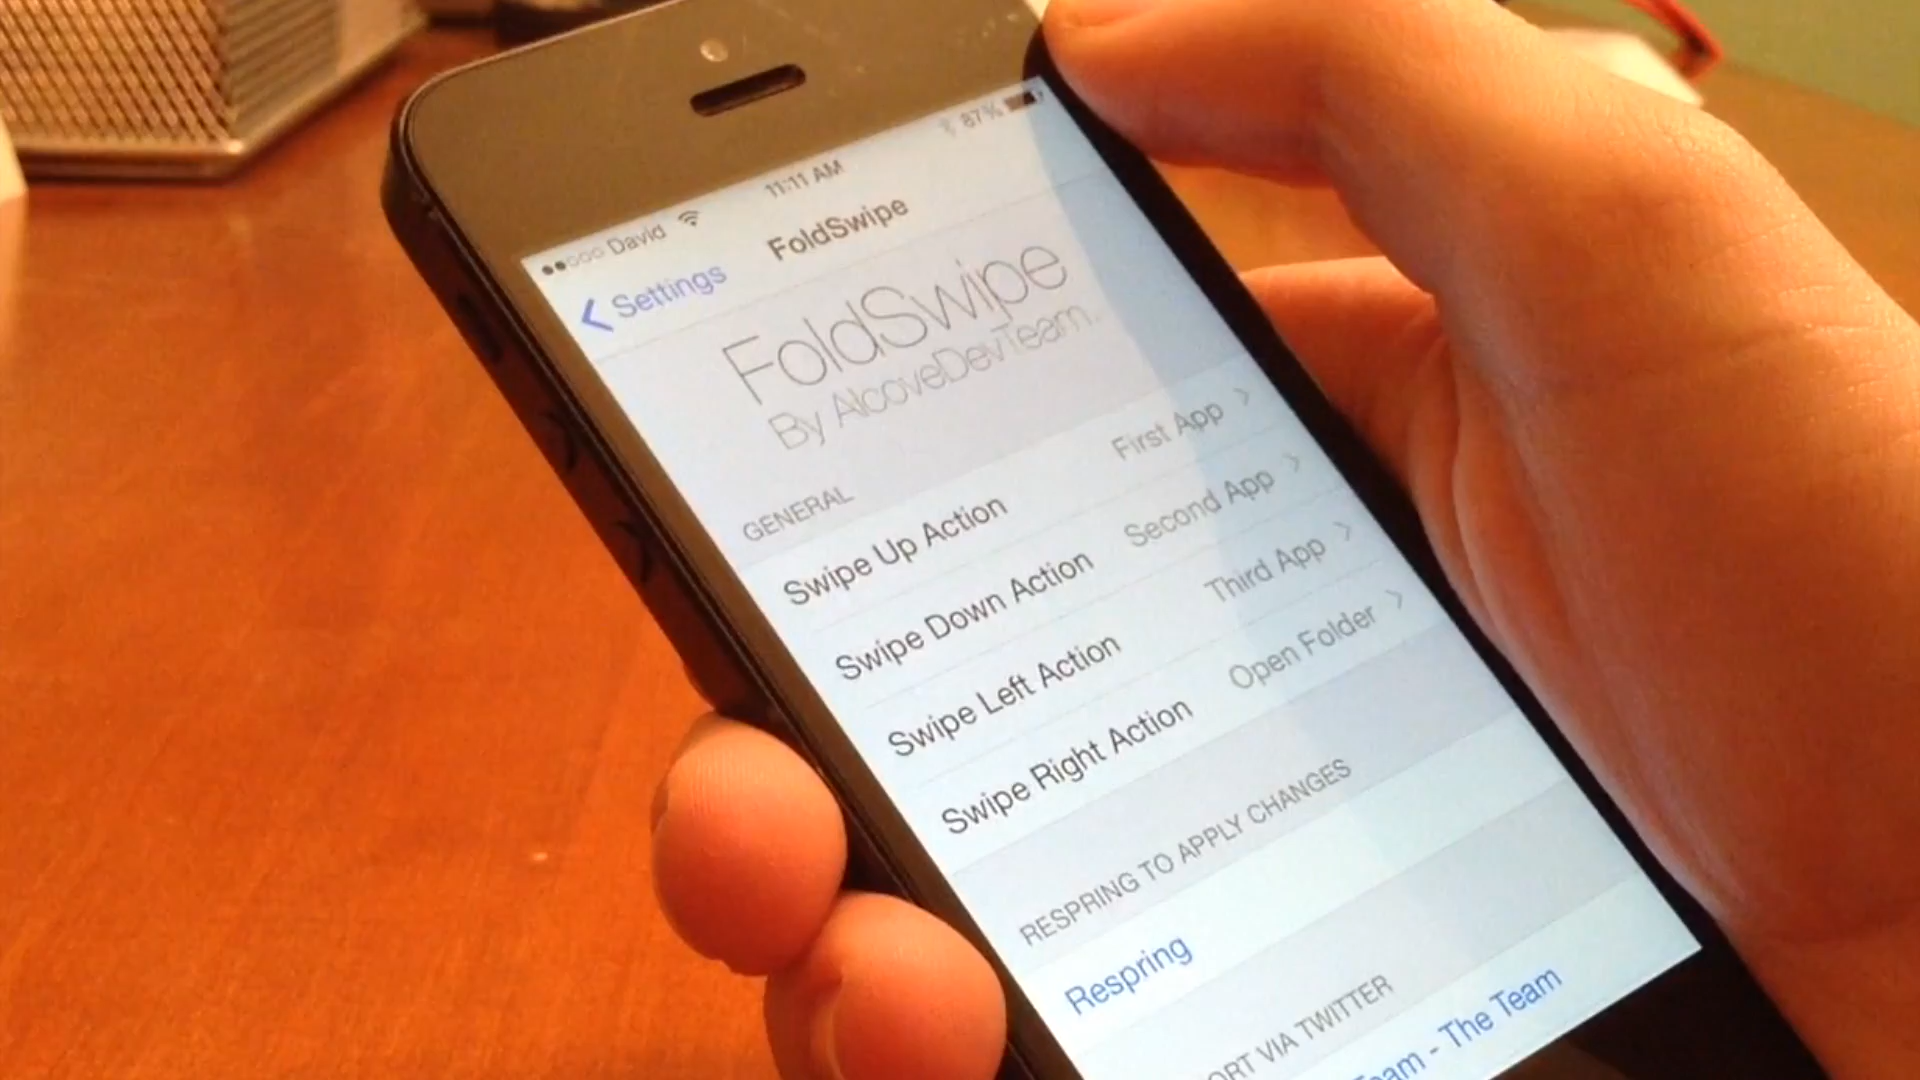 David 11:11 AM 87%
Settings FoldSwipe
FoldSwipe
By AlcoveDevTeam.
GENERAL
Swipe Up Action First App
Swipe Down Action Second App
Swipe Left Action Third App
Swipe Right Action Open Folder
RESPRING TO APPLY CHANGES
Respring
VIA TWITTER
- The Team